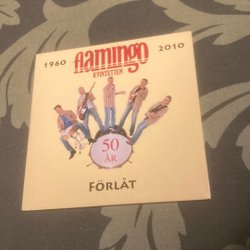 1960 flamingo 2010
KVINTETTEN
50
ÅR
FÖRLÅT